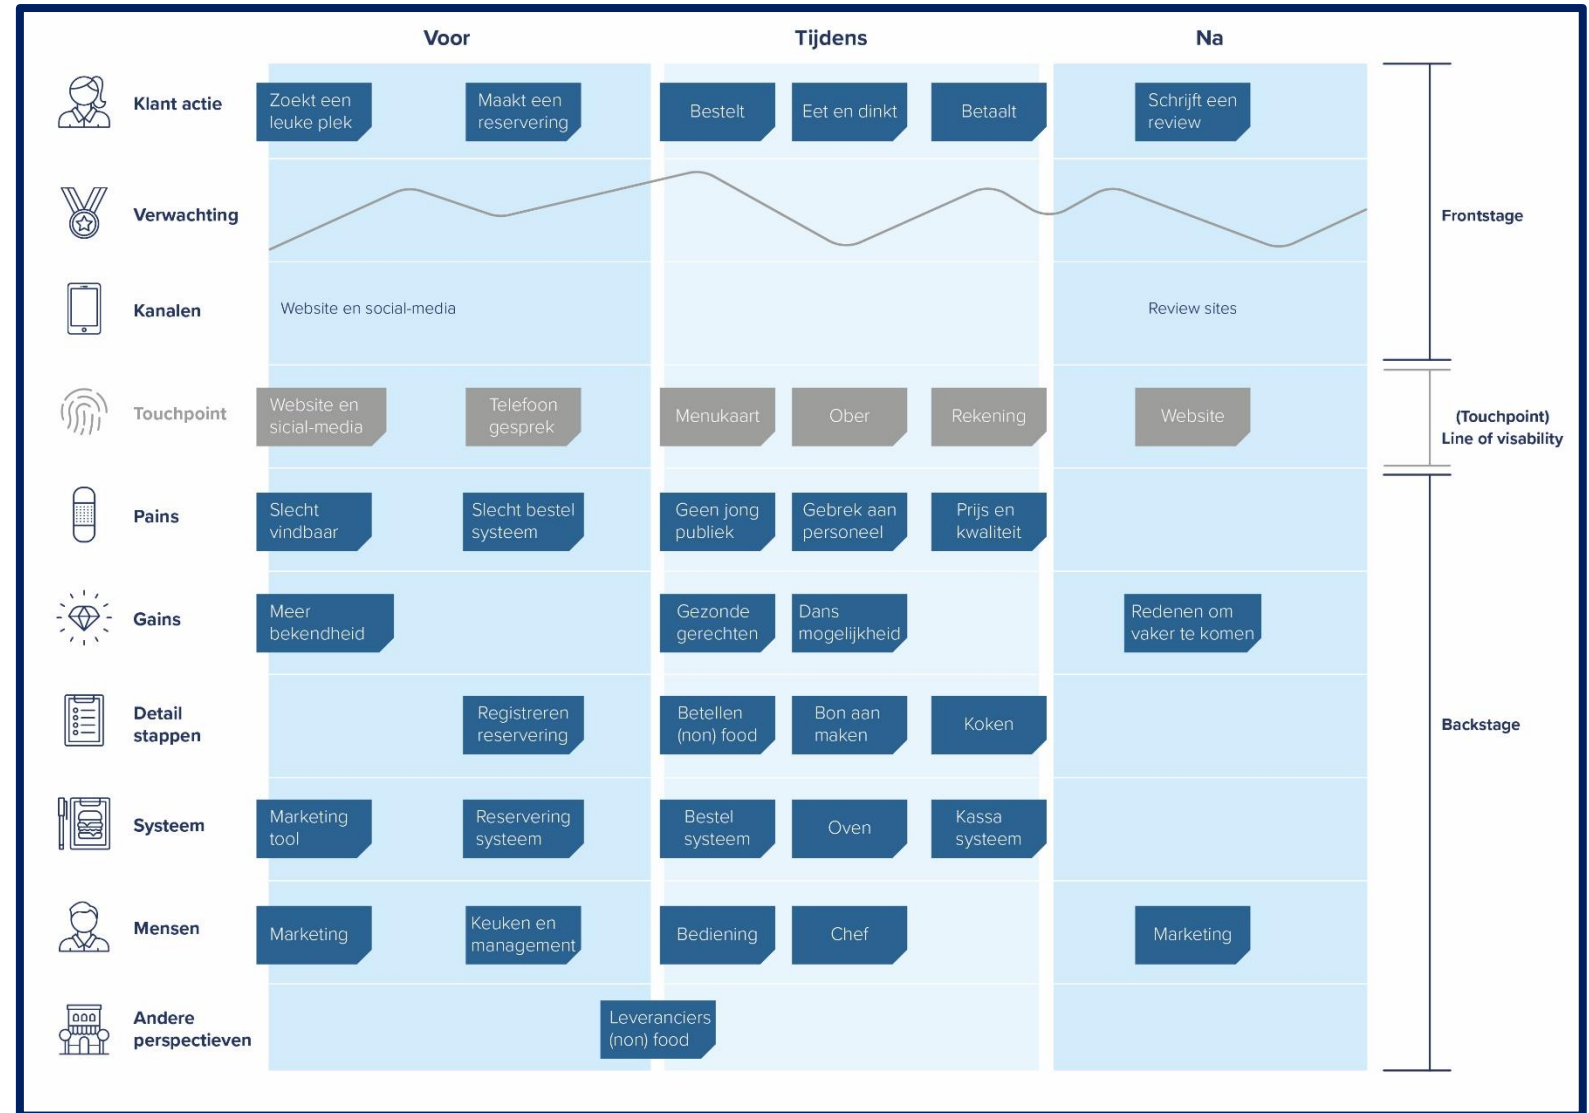 Voor Tijdens Na
Klant actie
Zoekt een
leuke plek
Maakt een
reservering
Bestelt
Eet en dinkt
Betaalt
Schrijft een
review
Verwachting
Frontstage
Kanalen
Website en social-media
Review sites
Touchpoint
Website en
sicial-media
Telefoon
gesprek
Menukaart
Ober
Rekening
Website
(Touchpoint)
Line of visability
Pains
Slecht
vindbaar
Slecht bestel
systeem
Geen jong
publiek
Gebrek aan
personeel
Prijs en
kwaliteit
Gains
Meer
bekendheid
Gezonde
gerechten
Dans
mogelijkheid
Redenen om
vaker te komen
Detail
stappen
Registreren
reservering
Betellen
(non) food
Bon aan
maken
Koken
Backstage
Systeem
Marketing
tool
Reservering
systeem
Bestel
systeem
Oven
Kassa
systeem
Mensen
Marketing
Keuken en
management
Bediening
Chef
Marketing
Andere
perspectieven
Leveranciers
(non) food